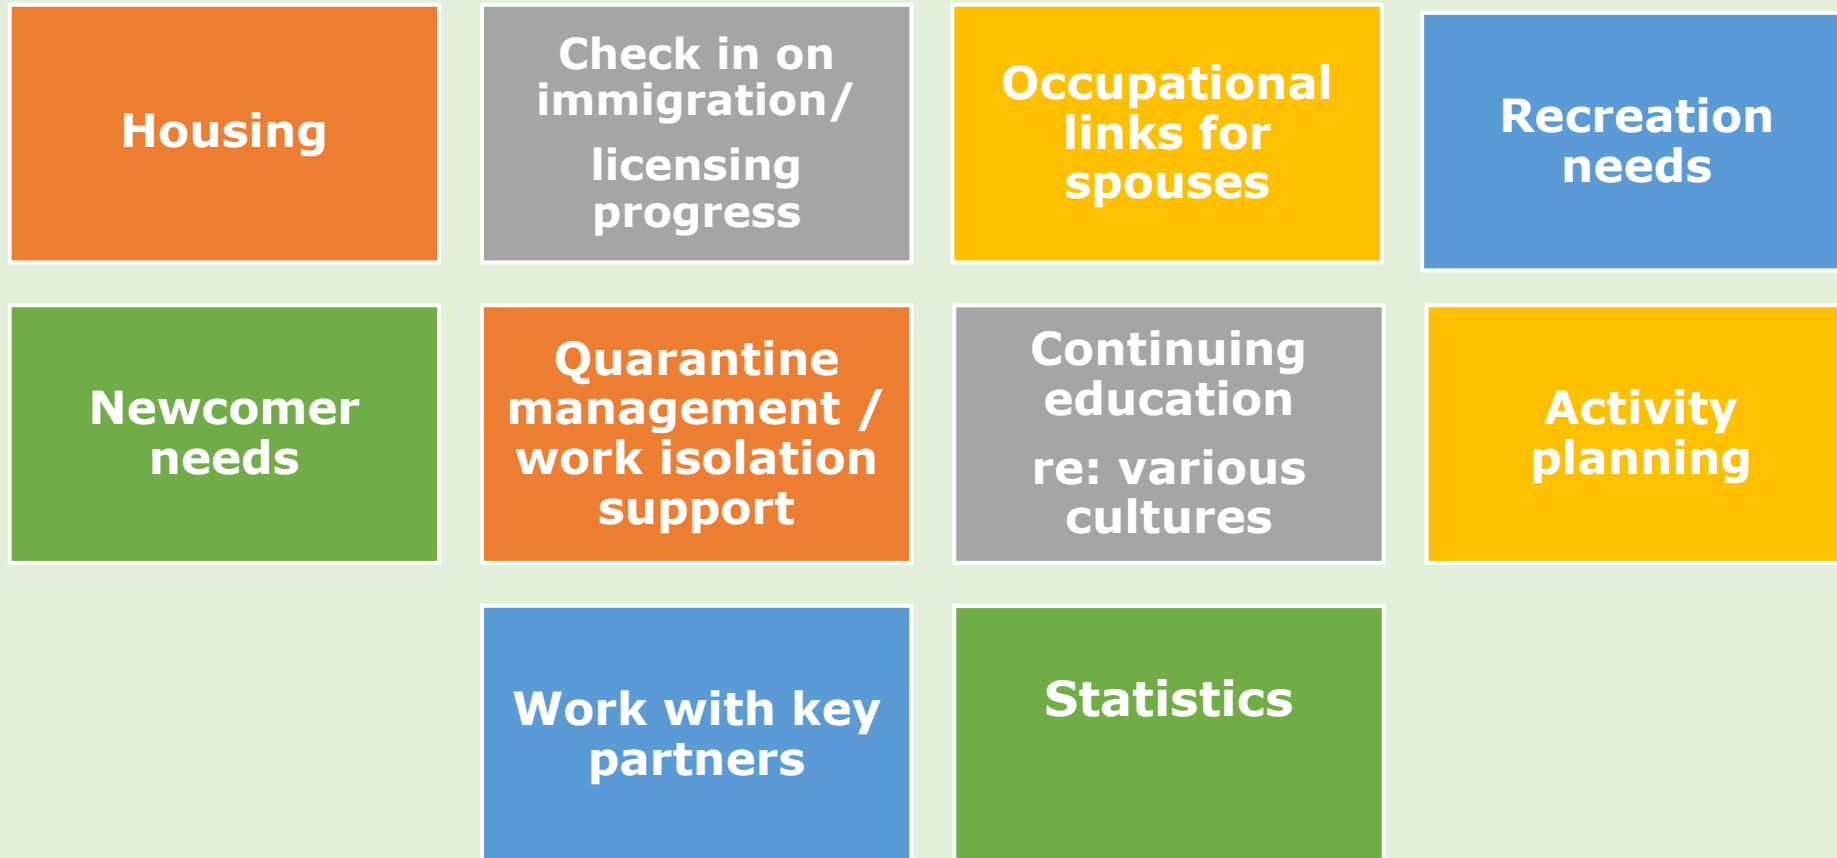 Housing
Check in on
immigration/
licensing
progress
Occupational
links for
spouses
Recreation
needs
Newcomer
needs
Quarantine
management /
work isolation
support
Continuing
education
re: various
cultures
Activity
planning
Work with key
partners
Statistics